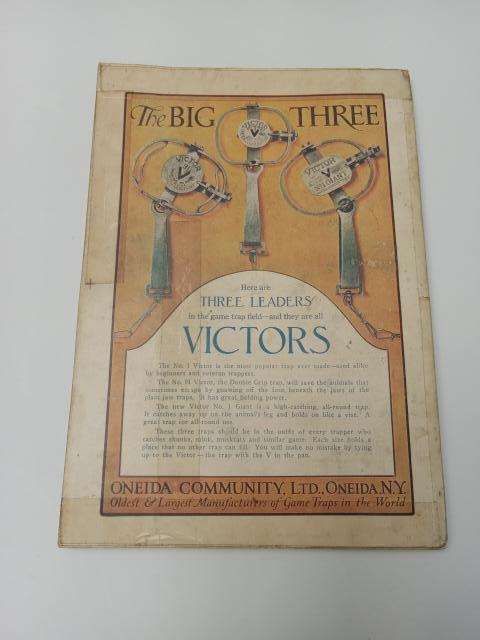 The BIG THREE
VICTOR
VICTOR
VICTOR
No 1 GIANT
Here are
THREE LEADERS
in the game trap field—and they are all
VICTORS
The No. 1 Victor is the most popular trap ever made—used alike
by beginners and veteran trappers.
The No. 91 Victor, the Double Grip trap, will save the animals that
sometimes escape by gnawing off the foot beneath the jaws of the
plain jaw traps. It has great holding power.
The new Victor No. 1 Giant is a high-catching, all-round trap.
It catches away up on the animal's leg and holds on like a vise. A
great trap for all-round use.
These three traps should be in the outfit of every trapper who
catches skunks, mink, muskrats and similar game. Each size holds a
place that no other trap can fill. You will make no mistake by tying
up to the Victor—the trap with the V in the pan.
ONEIDA COMMUNITY, LTD., ONEIDA, N.Y.
Oldest & Largest Manufacturers of Game Traps in the World